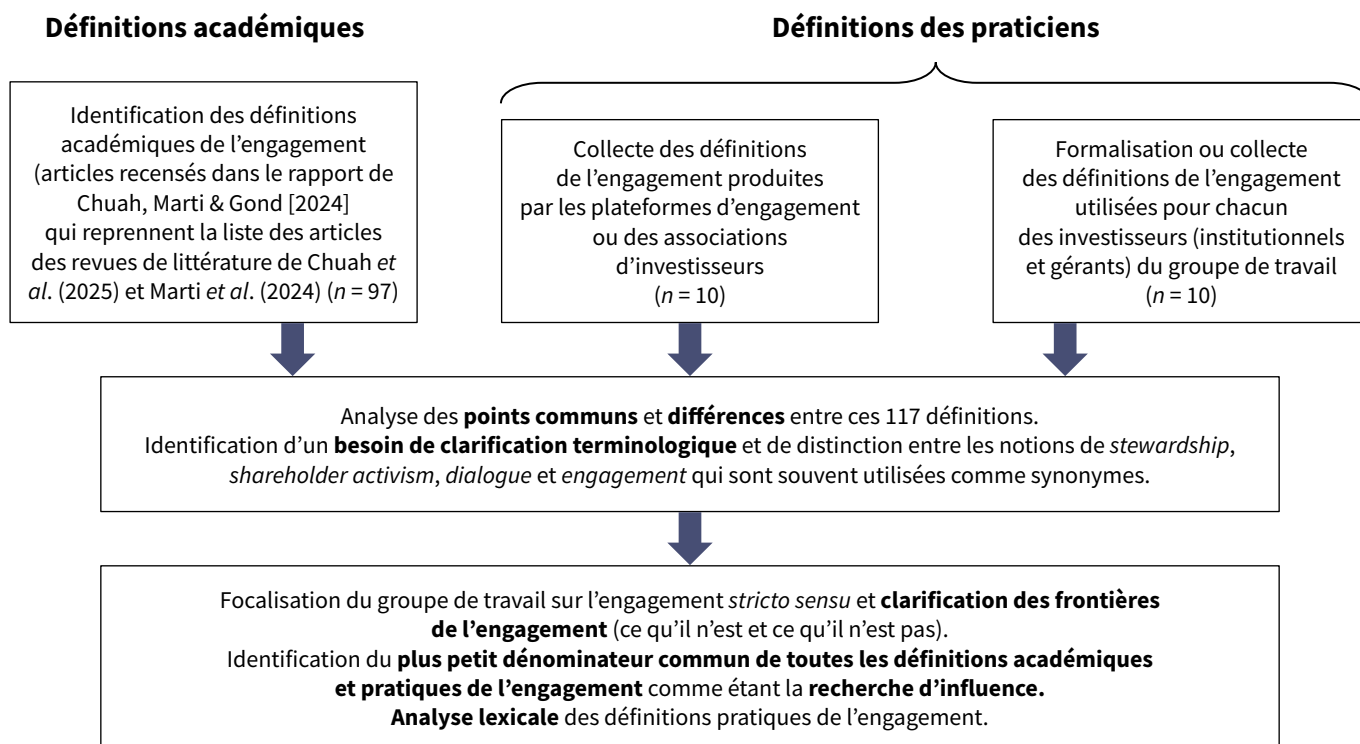 Définitions académiques
Définitions des praticiens
Identification des définitions
académiques de l’engagement
(articles recensés dans le rapport de
Chuah, Marti & Gond [2024]
qui reprennent la liste des articles
des revues de littérature de Chuah et
al. (2025) et Marti et al. (2024) (n = 97)
Collecte des définitions
de l’engagement produites
par les plateformes d’engagement
ou des associations
d’investisseurs
(n = 10)
Formalisation ou collecte
des définitions de l’engagement
utilisées pour chacun
des investisseurs (institutionnels
et gérants) du groupe de travail
(n = 10)
Analyse des points communs et différences entre ces 117 définitions.
Identification d’un besoin de clarification terminologique et de distinction entre les notions de stewardship,
shareholder activism, dialogue et engagement qui sont souvent utilisées comme synonymes.
Focalisation du groupe de travail sur l’engagement stricto sensu et clarification des frontières
de l’engagement (ce qu’il n’est et ce qu’il n’est pas).
Identification du plus petit dénominateur commun de toutes les définitions académiques
et pratiques de l’engagement comme étant la recherche d’influence.
Analyse lexicale des définitions pratiques de l’engagement.